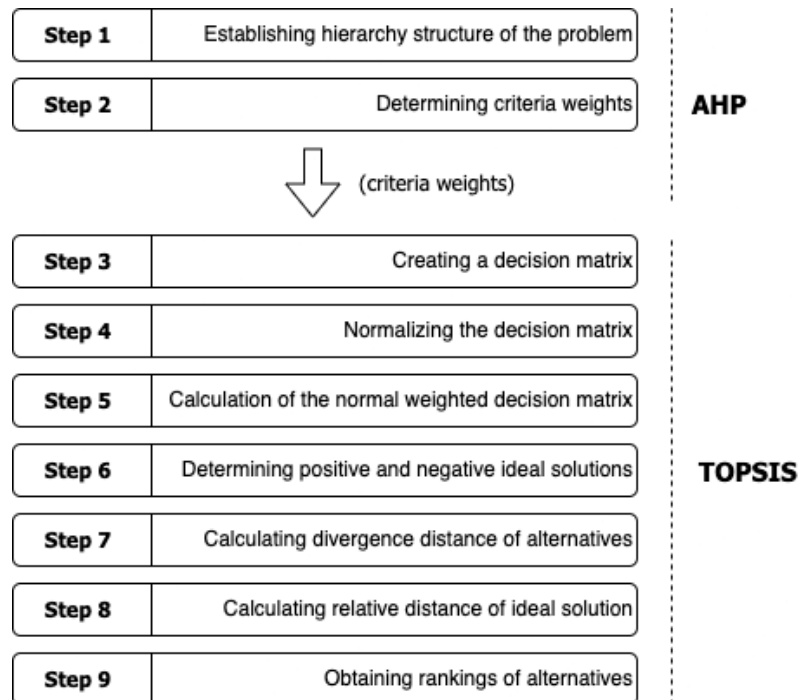 Step 1 Establishing hierarchy structure of the problem
Step 2 Determining criteria weights
AHP
(criteria weights)
Step 3 Creating a decision matrix
Step 4 Normalizing the decision matrix
Step 5 Calculation of the normal weighted decision matrix
Step 6 Determining positive and negative ideal solutions
TOPSIS
Step 7 Calculating divergence distance of alternatives
Step 8 Calculating relative distance of ideal solution
Step 9 Obtaining rankings of alternatives